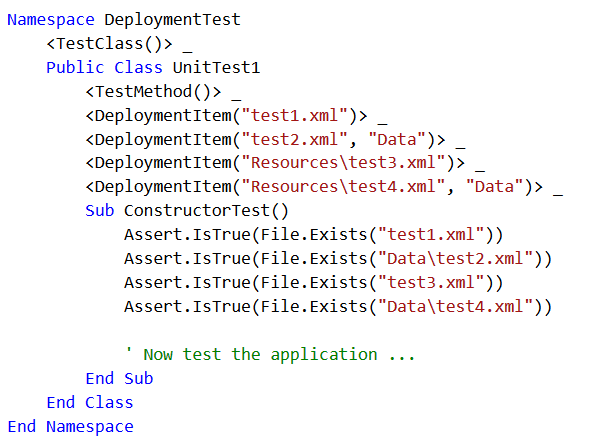 Namespace DeploymentTest
    <TestClass()> _
    Public Class UnitTest1
        <TestMethod()> _
        <DeploymentItem("test1.xml")> _
        <DeploymentItem("test2.xml", "Data")> _
        <DeploymentItem("Resources\test3.xml")> _
        <DeploymentItem("Resources\test4.xml", "Data")> _
        Sub ConstructorTest()
            Assert.IsTrue(File.Exists("test1.xml"))
            Assert.IsTrue(File.Exists("Data\test2.xml"))
            Assert.IsTrue(File.Exists("test3.xml"))
            Assert.IsTrue(File.Exists("Data\test4.xml"))

            ' Now test the application ...
        End Sub
    End Class
End Namespace